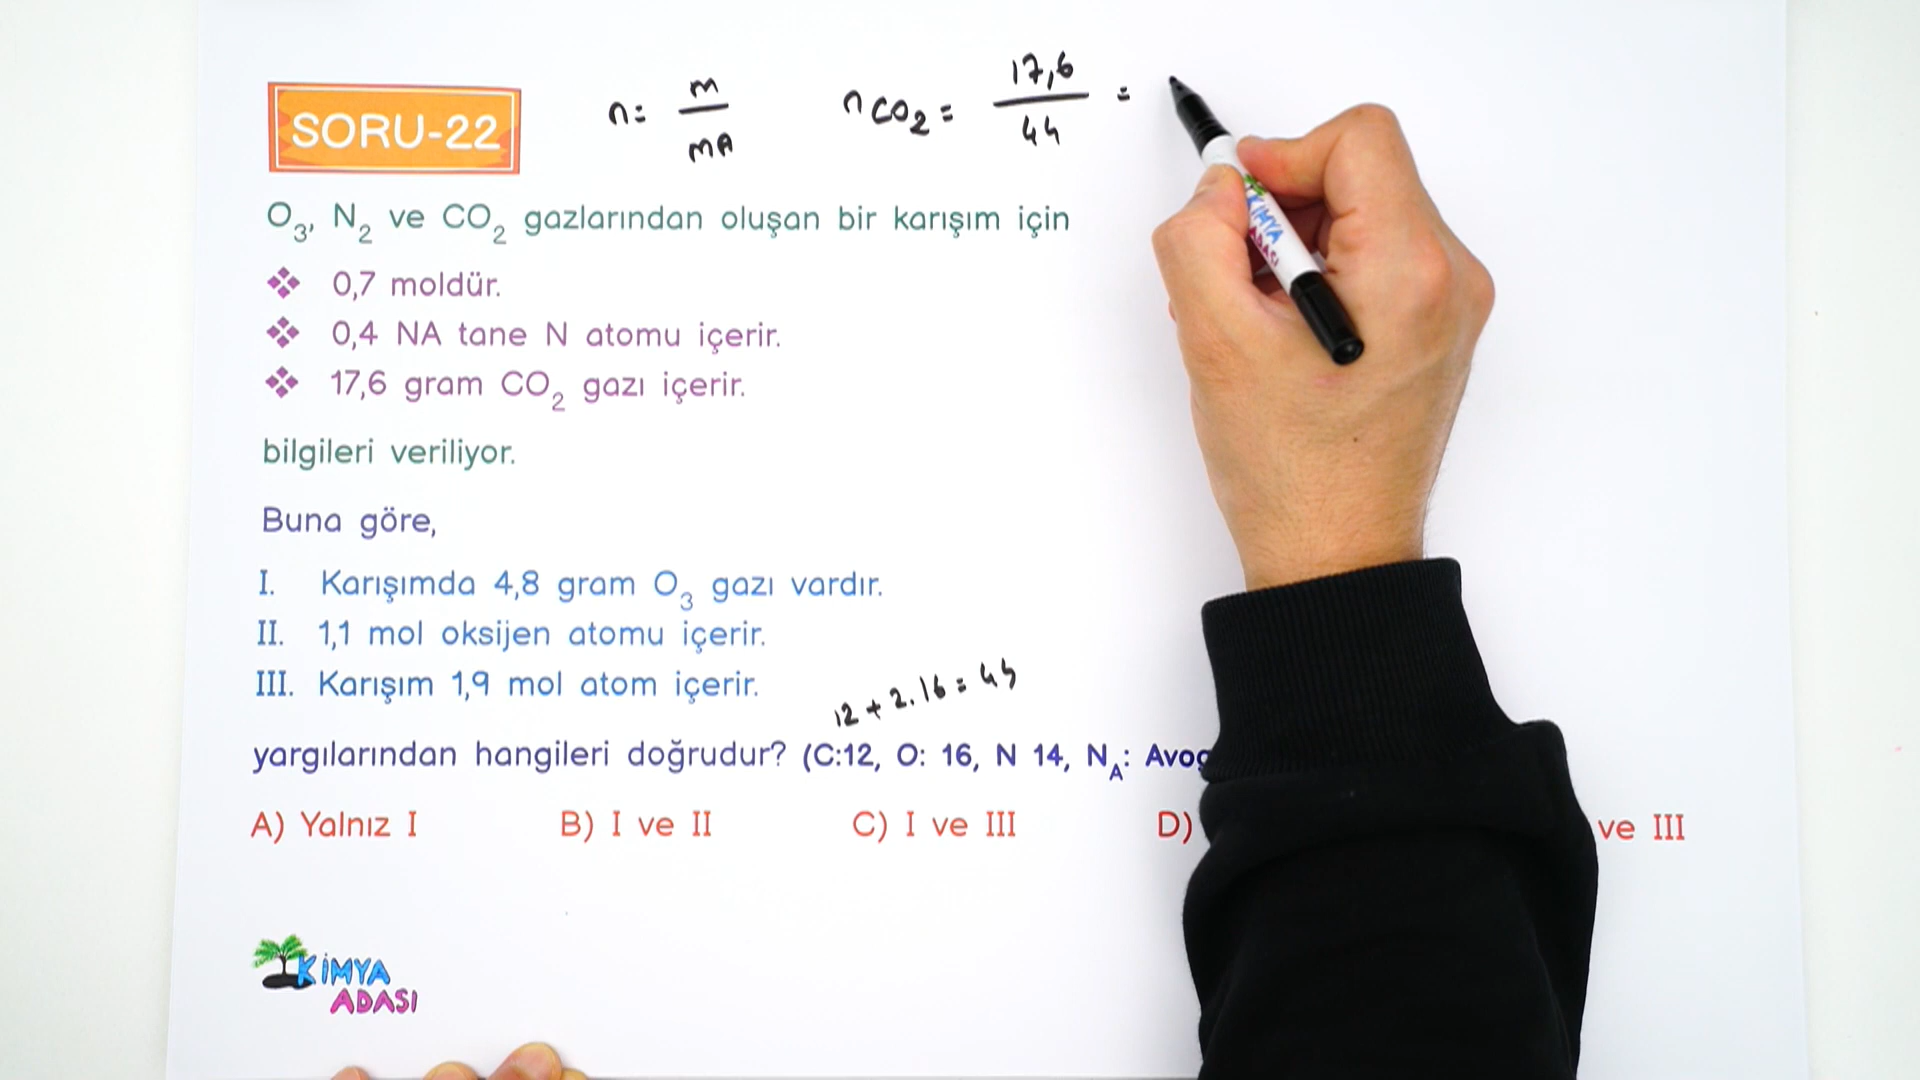 n = m / mA
nCO2 = 17,6 / 44 =
SORU-22
O3, N2 ve CO2 gazlarından oluşan bir karışım için
❖ 0,7 moldür.
❖ 0,4 NA tane N atomu içerir.
❖ 17,6 gram CO2 gazı içerir.
bilgileri veriliyor.
Buna göre,
I. Karışımda 4,8 gram O3 gazı vardır.
II. 1,1 mol oksijen atomu içerir.
III. Karışım 1,9 mol atom içerir.
12 + 2.16 = 44
yargılarından hangileri doğrudur? (C:12, O: 16, N 14, NA:
A) Yalnız I B) I ve II C) I ve III D) ve III
KİMYA
ADASI